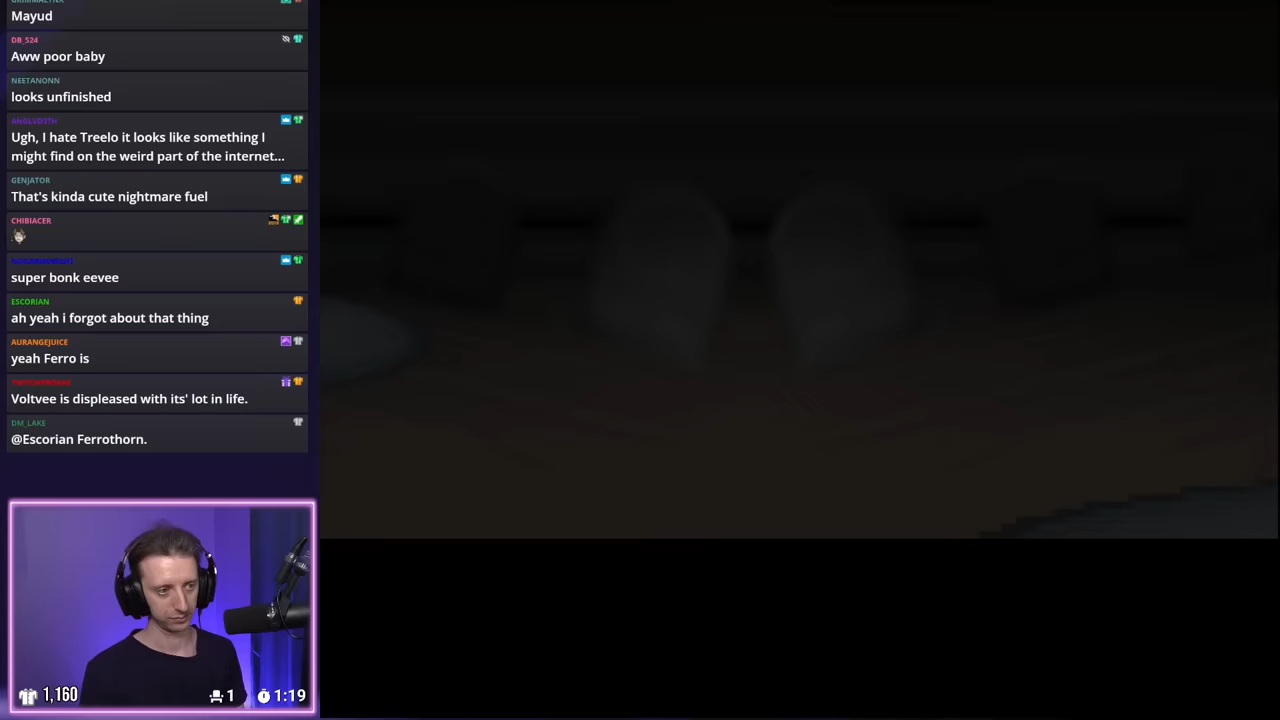 Mayud
DB_524
Aww poor baby
NEETANONN
looks unfinished
Ugh, I hate Treelo it looks like something I
might find on the weird part of the internet...
GENJATOR
That's kinda cute nightmare fuel
CHIBIACER
super bonk eevee
ESCORIAN
ah yeah i forgot about that thing
AURANGEJUICE
yeah Ferro is
Voltvee is displeased with its' lot in life.
DM_LAKE
@Escorian Ferrothorn.
1,160
1
1:19